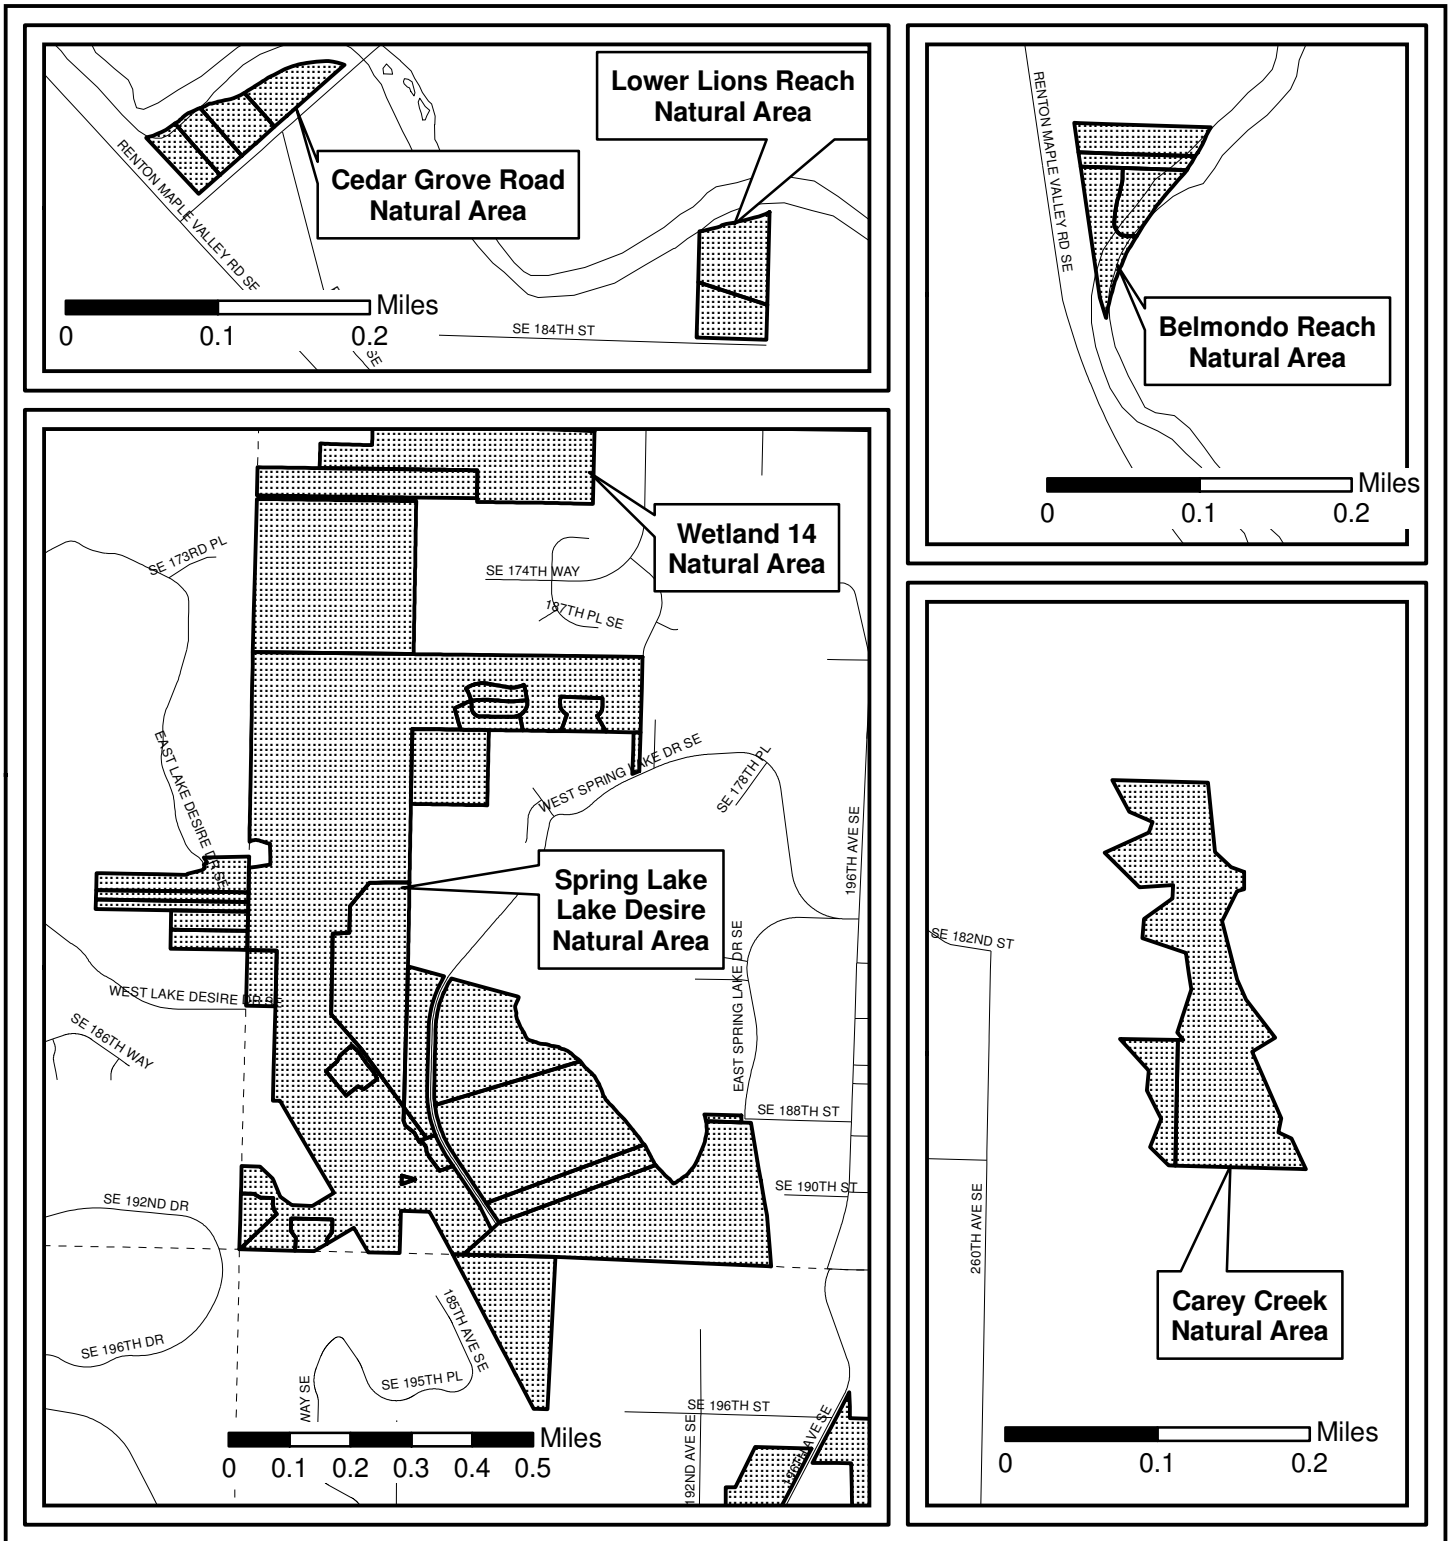 Lower Lions Reach
Natural Area
Cedar Grove Road
Natural Area
RENTON MAPLE VALLEY RD SE
SE 184TH ST
SE
Miles
0 0.1 0.2
RENTON MAPLE VALLEY RD SE
Belmondo Reach
Natural Area
Miles
0 0.1 0.2
Wetland 14
Natural Area
SE 173RD PL
SE 174TH WAY
187TH PL SE
EAST LAKE DESIRE DR SE
WEST SPRING LAKE DR SE
SE 178TH PL
196TH AVE SE
Spring Lake
Lake Desire
Natural Area
EAST SPRING LAKE DR SE
WEST LAKE DESIRE DR SE
SE 186TH WAY
SE 188TH ST
SE 190TH ST
SE 192ND DR
SE 196TH DR
185TH AVE SE
SE 195TH PL
WAY SE
SE 196TH ST
192ND AVE SE
196TH AVE SE
Miles
0 0.1 0.2 0.3 0.4 0.5
SE 182ND ST
260TH AVE SE
Carey Creek
Natural Area
Miles
0 0.1 0.2